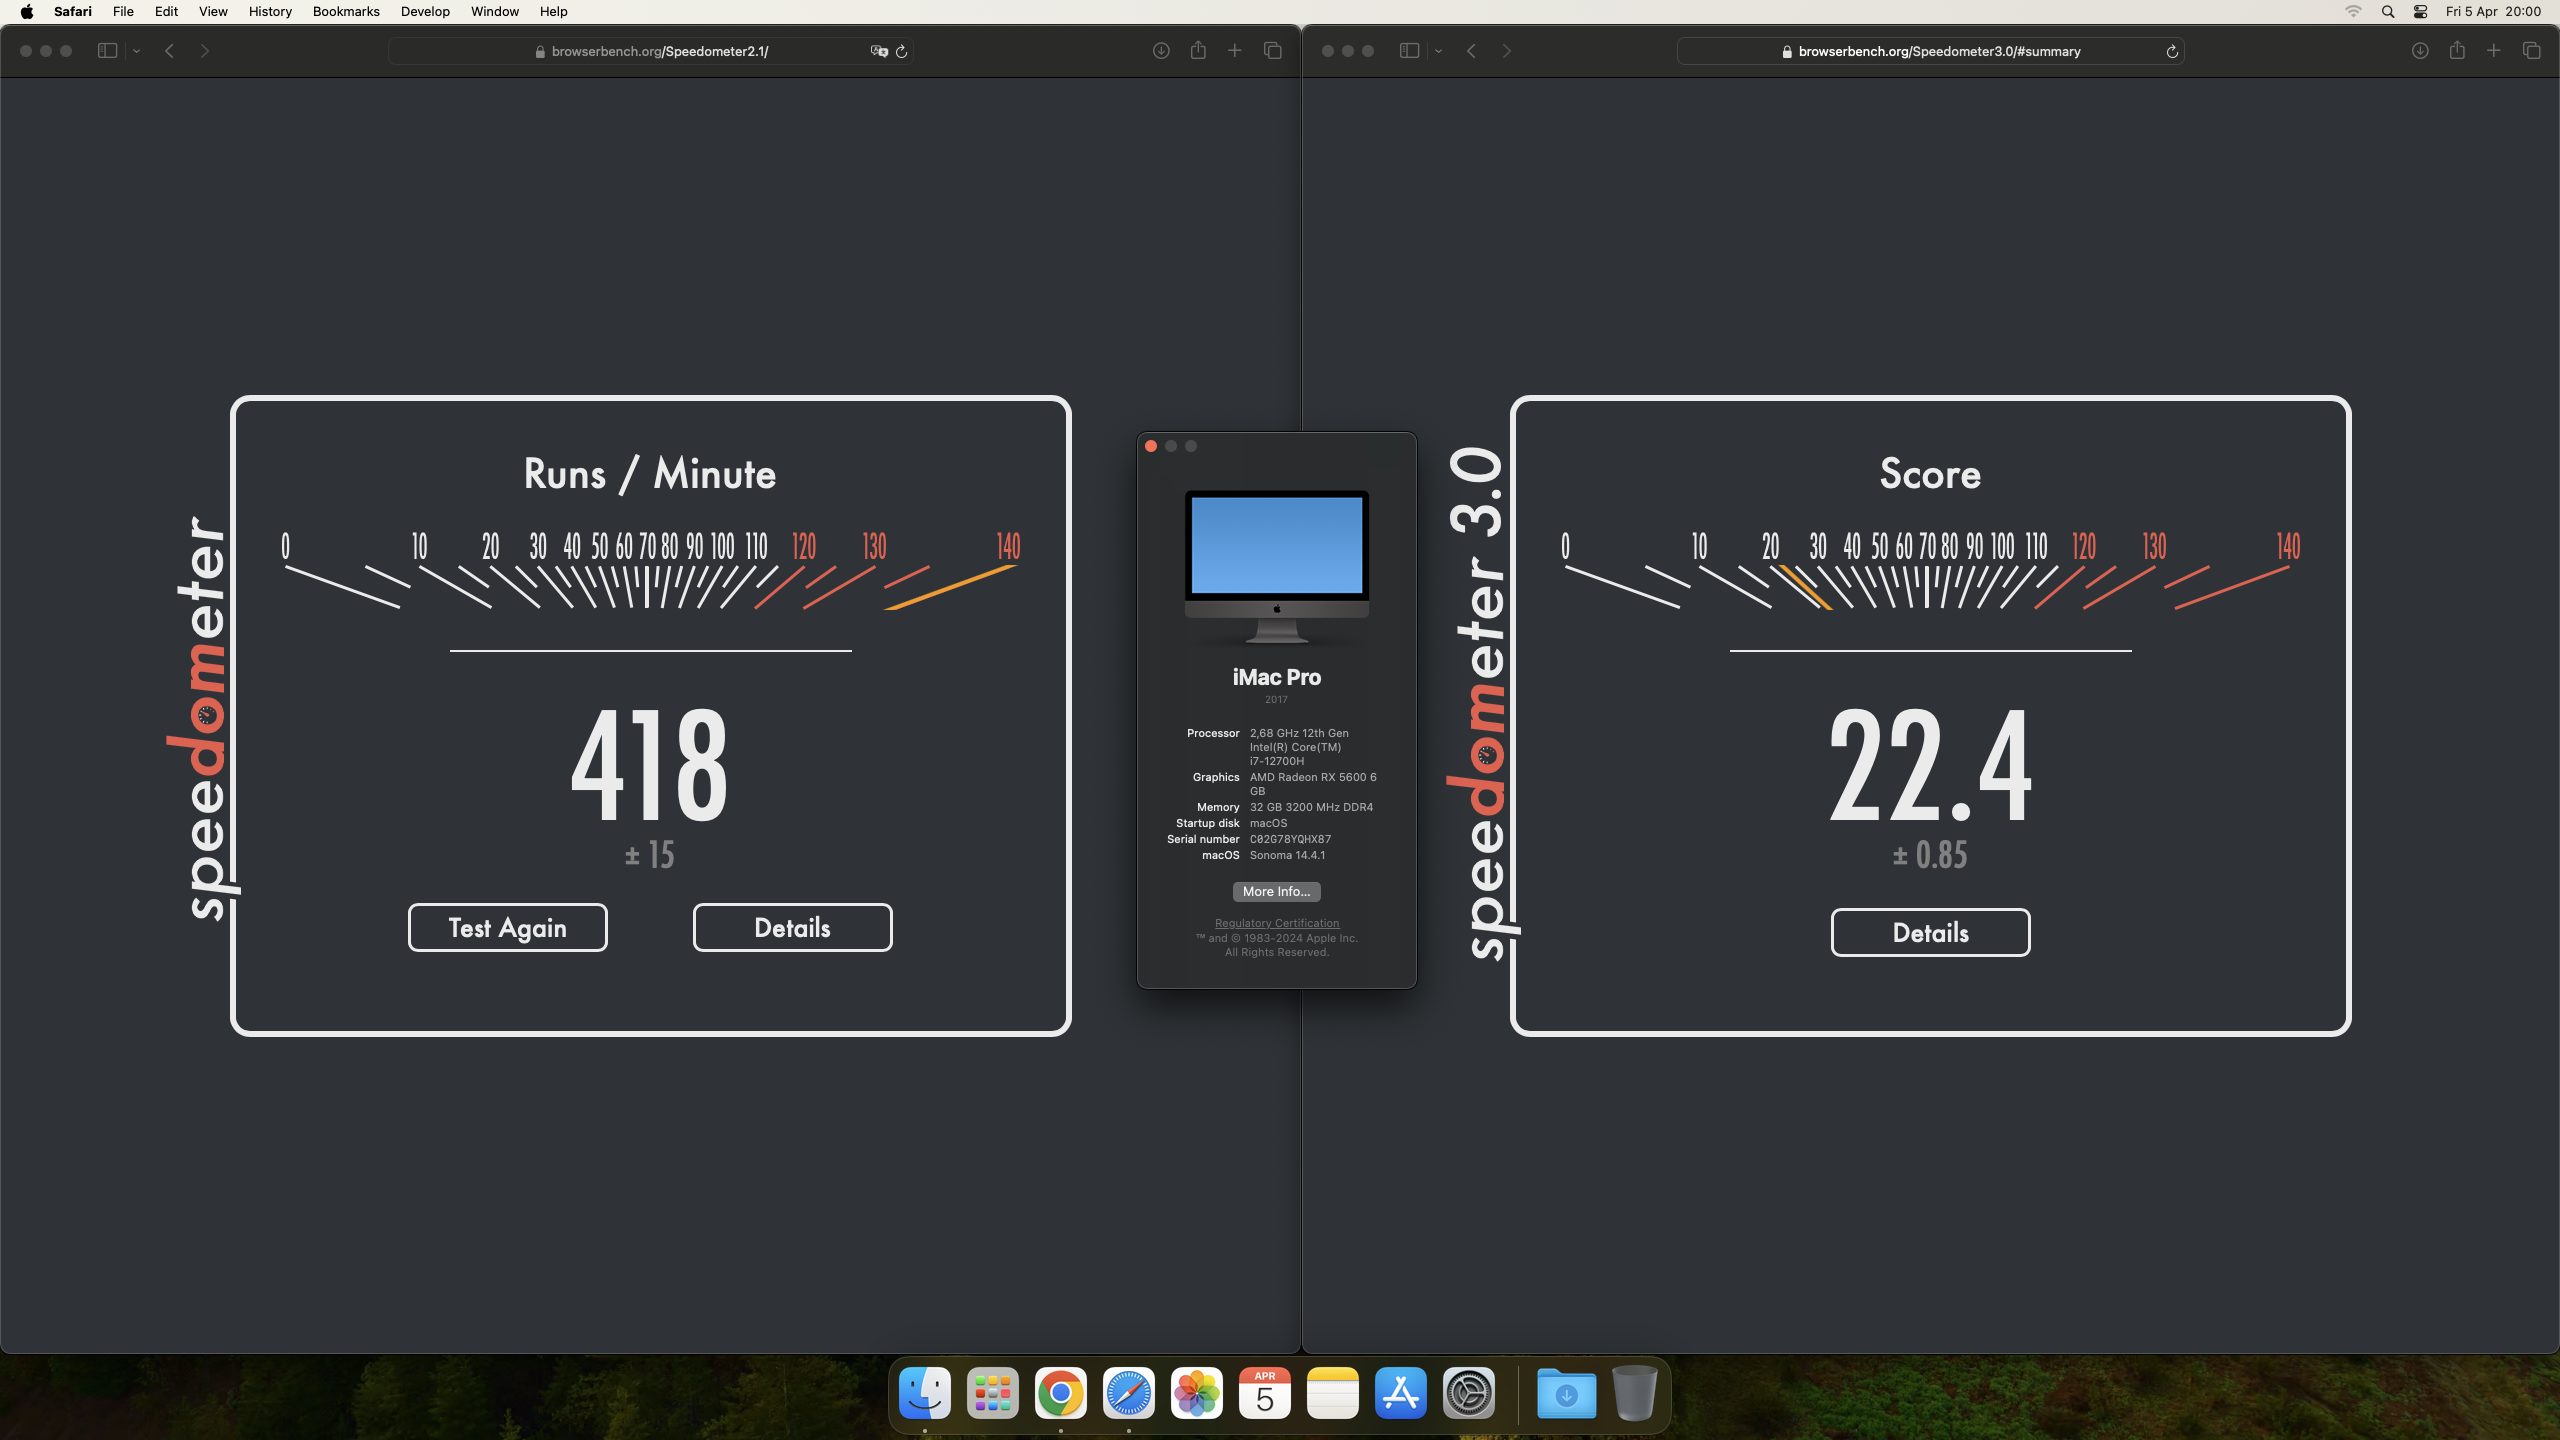 Safari File Edit View History Bookmarks Develop Window Help Fri 5 Apr 20:00
browserbench.org/Speedometer2.1/
browserbench.org/Speedometer3.0/#summary
speedometer
Runs / Minute
0 10 20 30 40 50 60 70 80 90 100 110 120 130 140
418
± 15
Test Again Details
iMac Pro
2017
Processor 2,68 GHz 12th Gen
Intel(R) Core(TM)
i7-12700H
Graphics AMD Radeon RX 5600 6
GB
Memory 32 GB 3200 MHz DDR4
Startup disk macOS
Serial number C02G78YQHX87
macOS Sonoma 14.4.1
More Info...
Regulatory Certification
™ and © 1983-2024 Apple Inc.
All Rights Reserved.
speedometer 3.0
Score
0 10 20 30 40 50 60 70 80 90 100 110 120 130 140
22.4
± 0.85
Details
APR
5